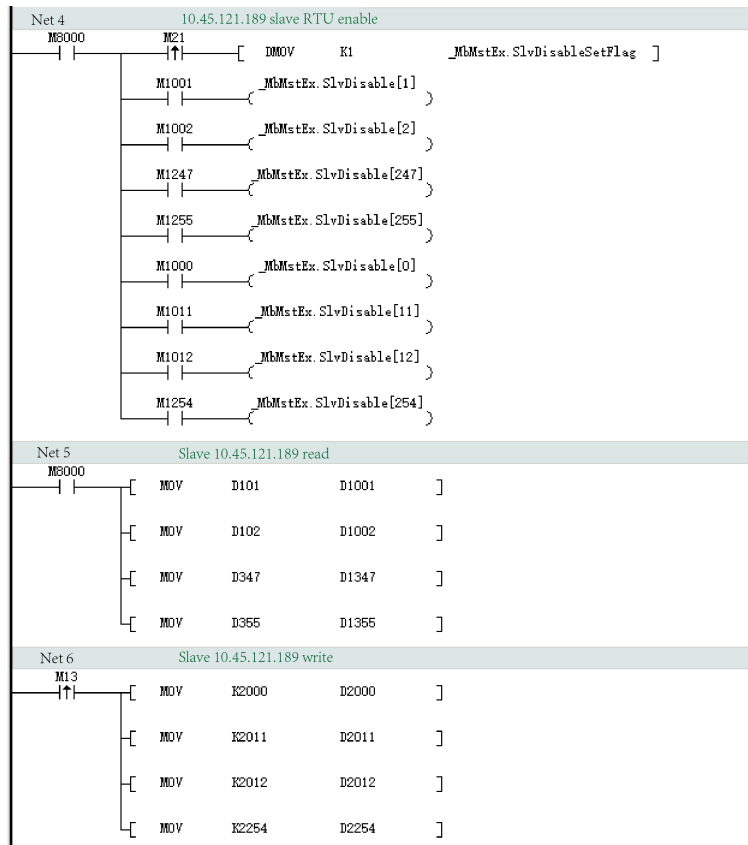 Net 4 10.45.121.189 slave RTU enable
M8000 M21
[ DMOV K1 _MbMstEx.SlvDisableSetFlag ]
M1001 _MbMstEx.SlvDisable[1]
( )
M1002 _MbMstEx.SlvDisable[2]
( )
M1247 _MbMstEx.SlvDisable[247]
( )
M1255 _MbMstEx.SlvDisable[255]
( )
M1000 _MbMstEx.SlvDisable[0]
( )
M1011 _MbMstEx.SlvDisable[11]
( )
M1012 _MbMstEx.SlvDisable[12]
( )
M1254 _MbMstEx.SlvDisable[254]
( )
Net 5 Slave 10.45.121.189 read
M8000
[ MOV D101 D1001 ]
[ MOV D102 D1002 ]
[ MOV D347 D1347 ]
[ MOV D355 D1355 ]
Net 6 Slave 10.45.121.189 write
M13
[ MOV K2000 D2000 ]
[ MOV K2011 D2011 ]
[ MOV K2012 D2012 ]
[ MOV K2254 D2254 ]